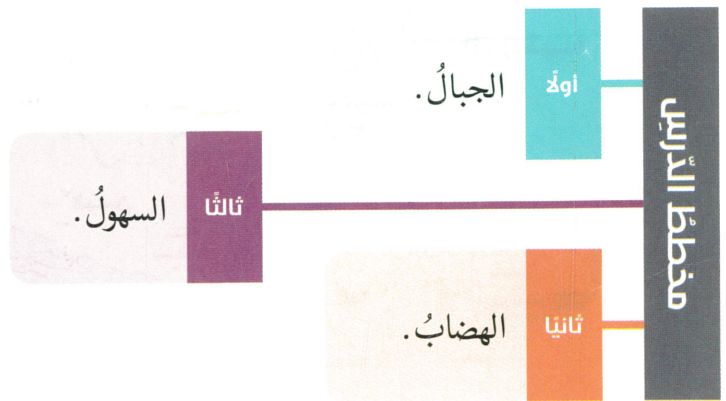 مخططُ الدّرسِ
أولًا
الجبالُ.
ثانيًا
الهضابُ.
ثالثًا
السهولُ.